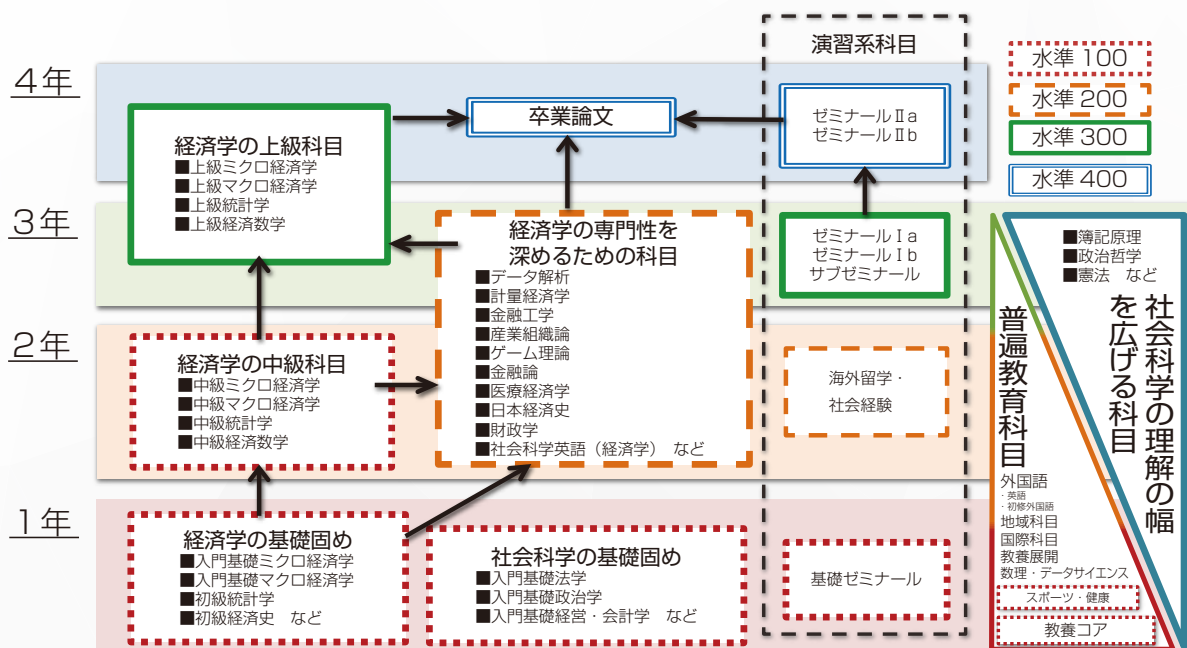 演習系科目
水準100
水準200
水準300
水準400
4年
経済学の上級科目
■上級ミクロ経済学
■上級マクロ経済学
■上級統計学
■上級経済数学
卒業論文
ゼミナールⅡa
ゼミナールⅡb
3年
経済学の専門性を
深めるための科目
■データ解析
■計量経済学
■金融工学
■産業組織論
■ゲーム理論
■金融論
■医療経済学
■日本経済史
■財政学
■社会科学英語（経済学） など
ゼミナールⅠa
ゼミナールⅠb
サブゼミナール
2年
経済学の中級科目
■中級ミクロ経済学
■中級マクロ経済学
■中級統計学
■中級経済数学
海外留学・
社会経験
1年
経済学の基礎固め
■入門基礎ミクロ経済学
■入門基礎マクロ経済学
■初級統計学
■初級経済史 など
社会科学の基礎固め
■入門基礎法学
■入門基礎政治学
■入門基礎経営・会計学 など
基礎ゼミナール
■簿記原理
■政治哲学
■憲法 など
社会科学の理解の幅
を広げる科目
普遍教育科目
外国語
・英語
・初修外国語
地域科目
国際科目
教養展開
数理・データサイエンス
スポーツ・健康
教養コア